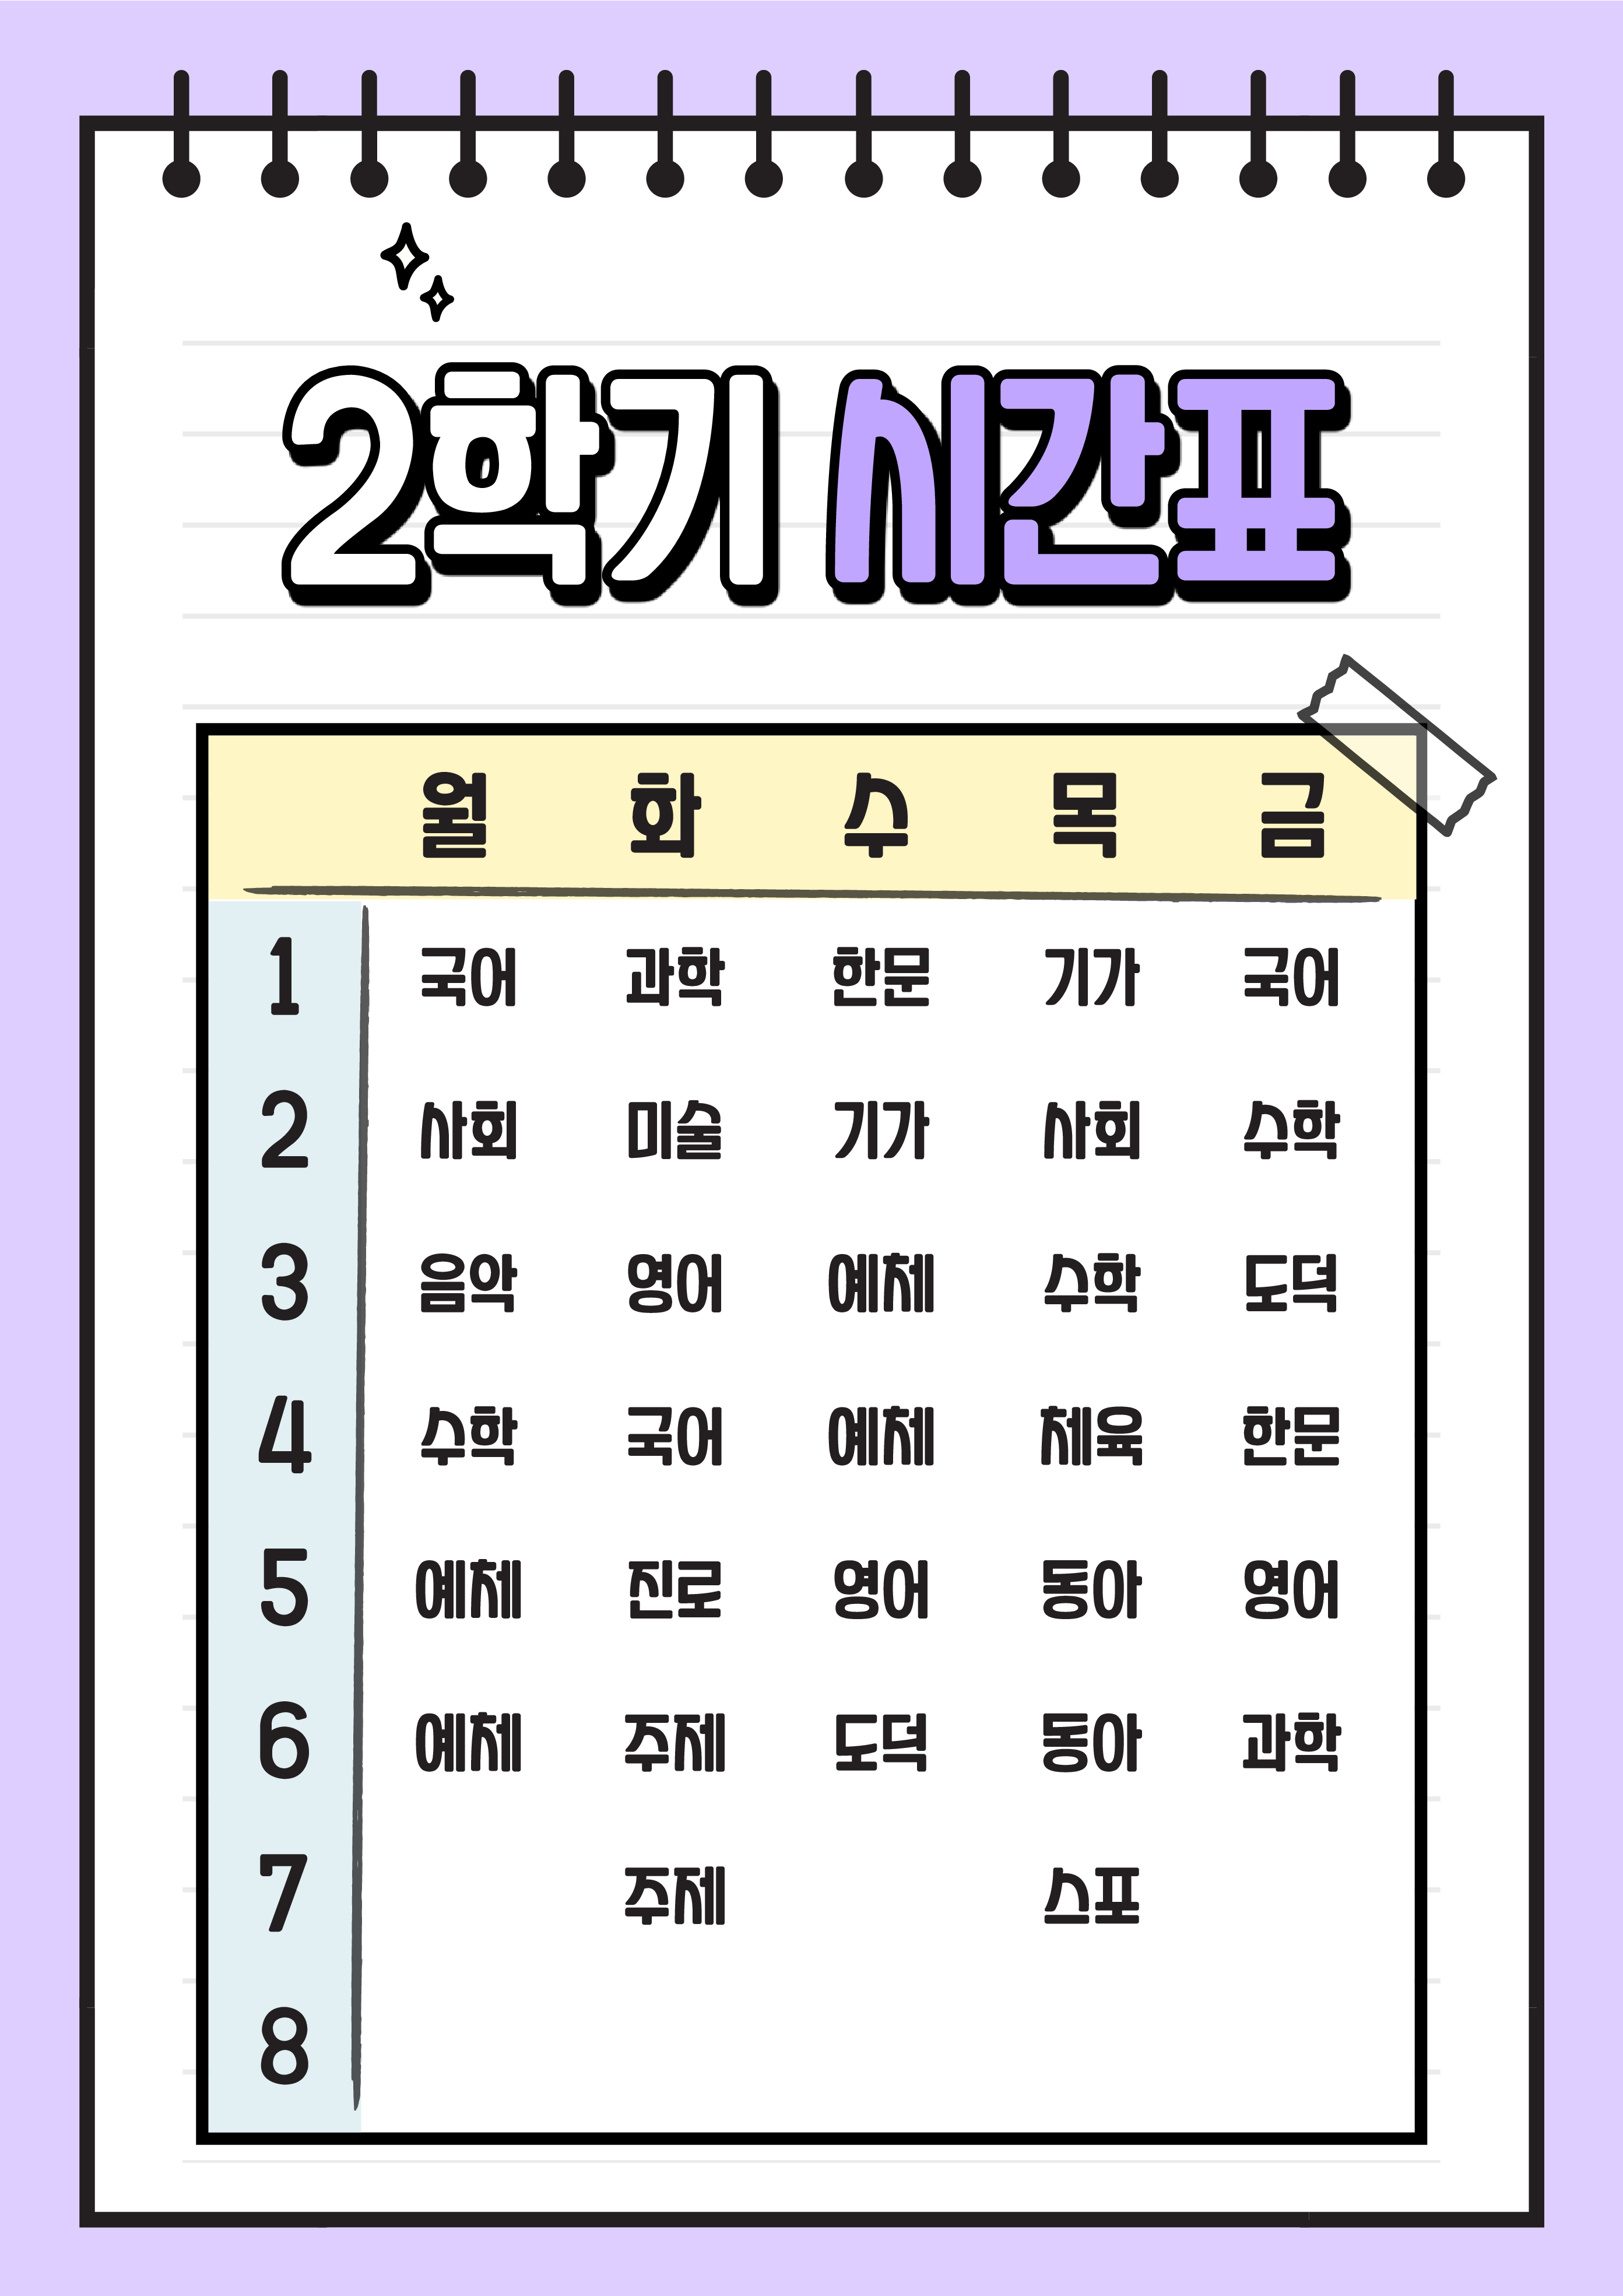 2학기 시간표
월 화 수 목 금
1 국어 과학 한문 기가 국어
2 사회 미술 기가 사회 수학
3 음악 영어 예체 수학 도덕
4 수학 국어 예체 체육 한문
5 예체 진로 영어 동아 영어
6 예체 주제 도덕 동아 과학
7 주제 스포
8